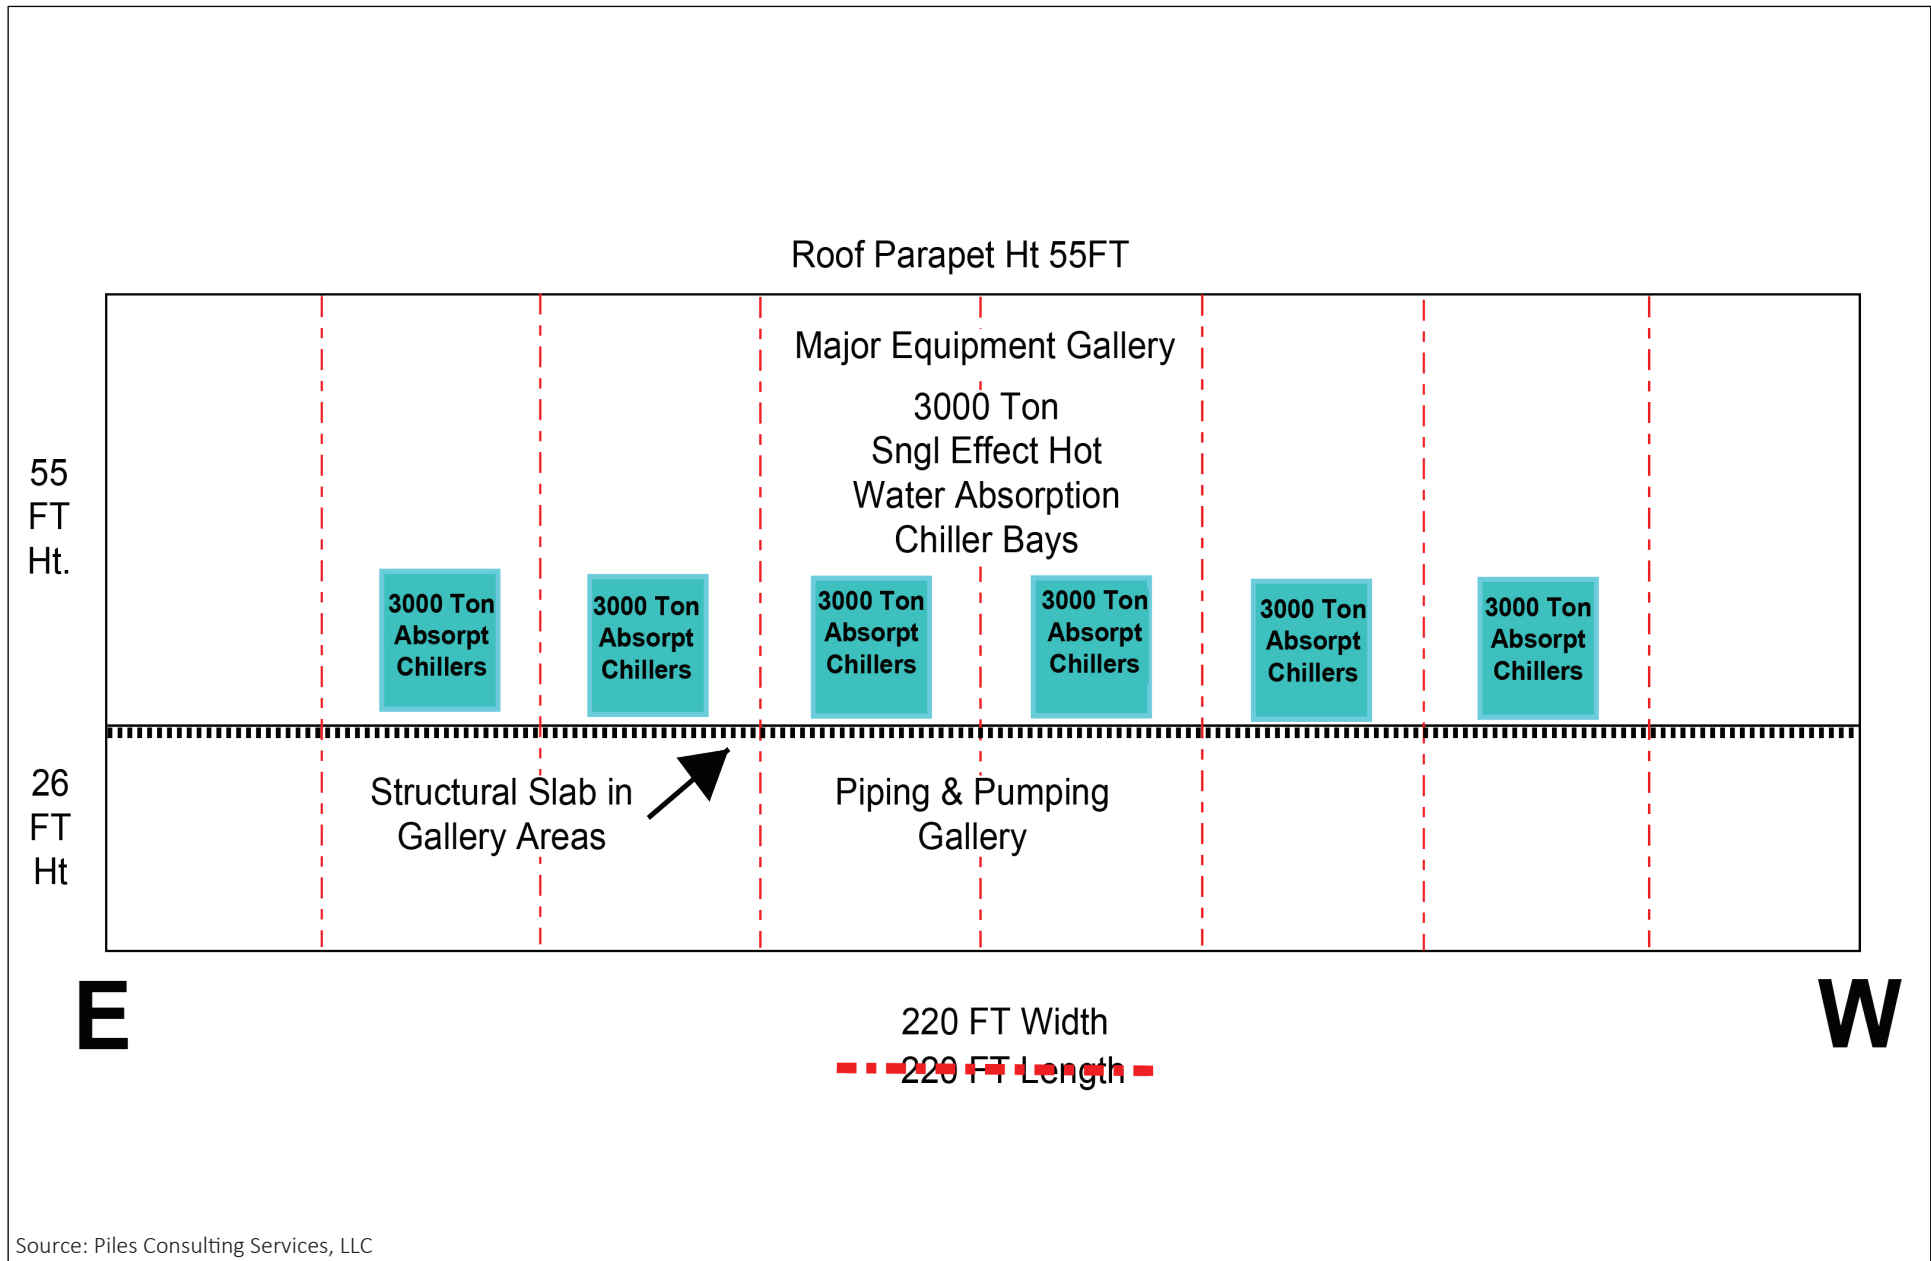 Roof Parapet Ht 55FT
Major Equipment Gallery
3000 Ton
Sngl Effect Hot
Water Absorption
Chiller Bays
55
FT
Ht.
3000 Ton
Absorpt
Chillers
3000 Ton
Absorpt
Chillers
3000 Ton
Absorpt
Chillers
3000 Ton
Absorpt
Chillers
3000 Ton
Absorpt
Chillers
3000 Ton
Absorpt
Chillers
26
FT
Ht
Structural Slab in
Gallery Areas
Piping & Pumping
Gallery
E
W
220 FT Width
220 FT Length
Source: Piles Consulting Services, LLC